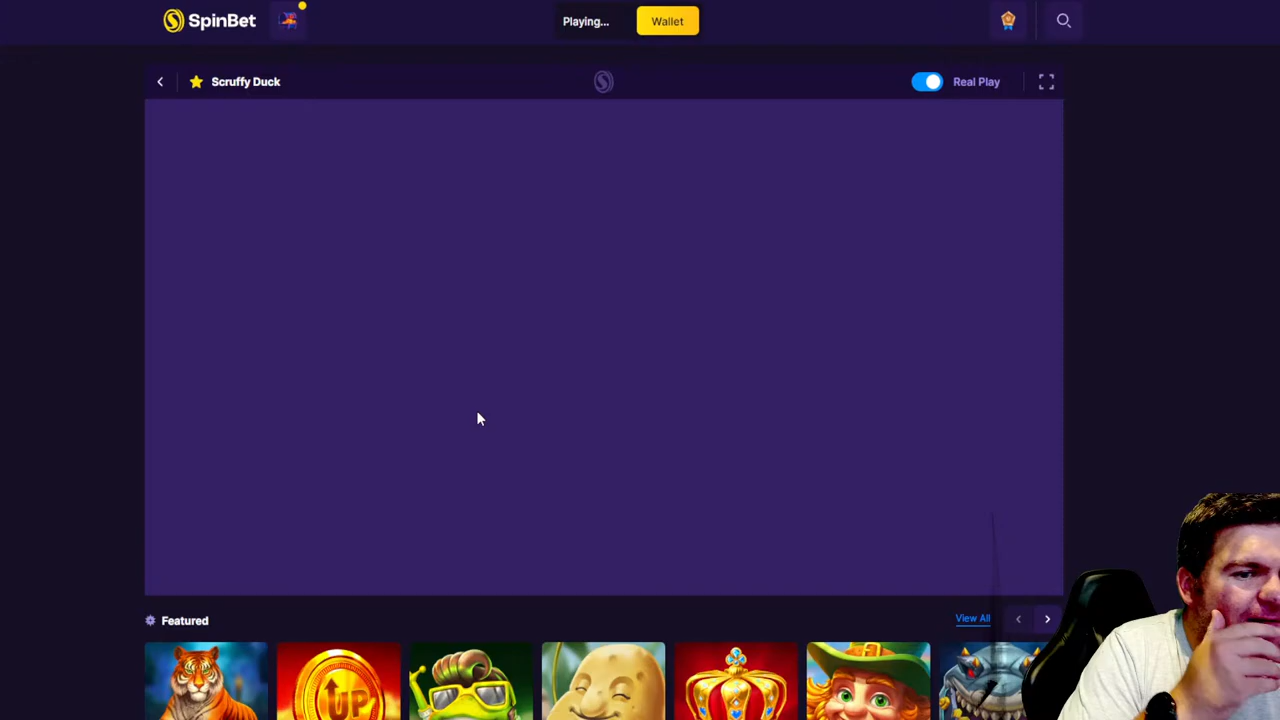 SpinBet
Playing...
Wallet
Scruffy Duck
Real Play
Featured
View All
UP